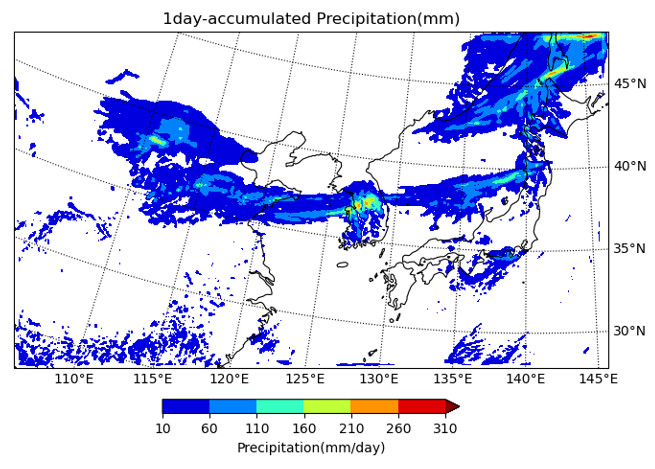 1day-accumulated Precipitation(mm)
45°N
40°N
35°N
30°N
110°E 115°E 120°E 125°E 130°E 135°E 140°E 145°E
10 60 110 160 210 260 310
Precipitation(mm/day)